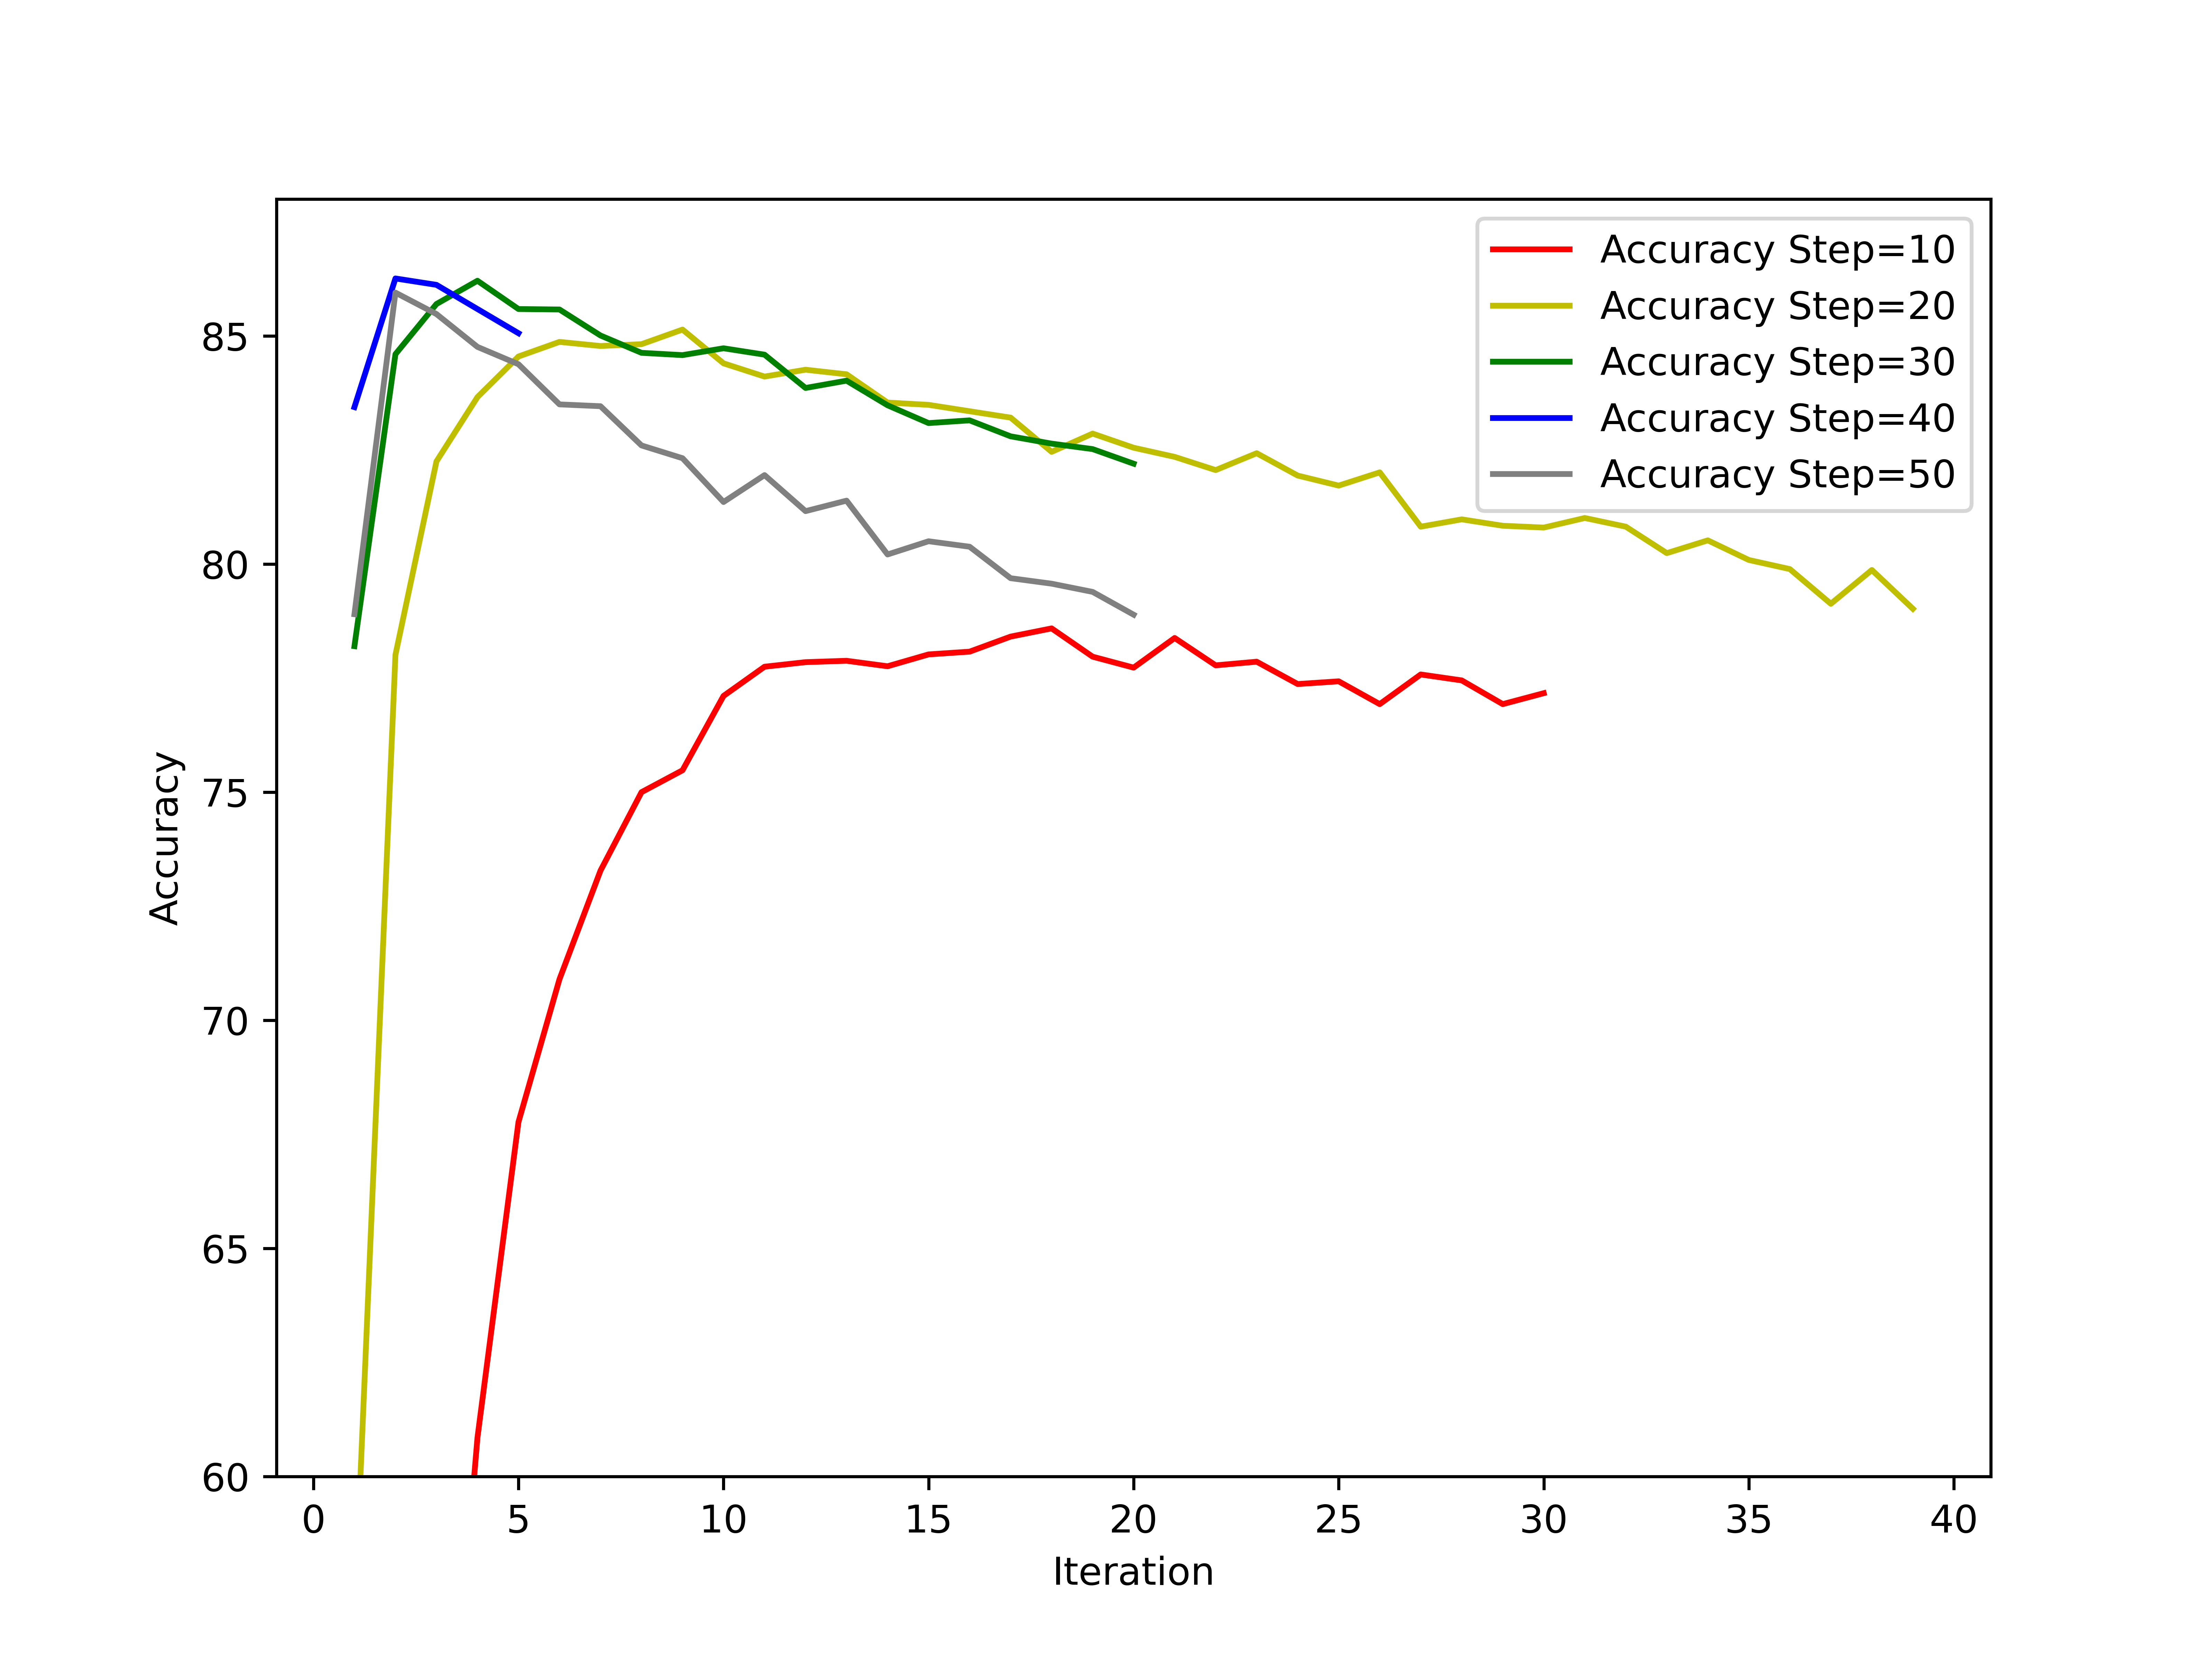 Accuracy Step=10
Accuracy Step=20
Accuracy Step=30
Accuracy Step=40
Accuracy Step=50
85
80
75
70
65
60
Accuracy
0 5 10 15 20 25 30 35 40
Iteration